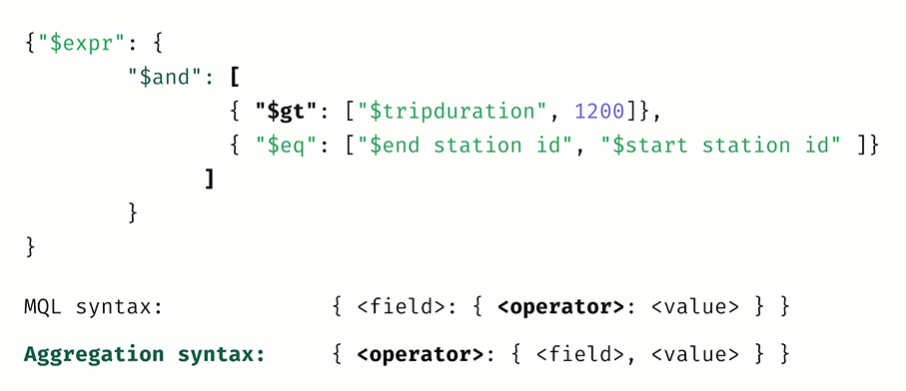 {"$expr": {
"$and": [
{ "$gt": ["$tripduration", 1200]},
{ "$eq": ["$end station id", "$start station id" ]}
]
}
}
MQL syntax: { <field>: { <operator>: <value> } }
Aggregation syntax: { <operator>: { <field>, <value> } }